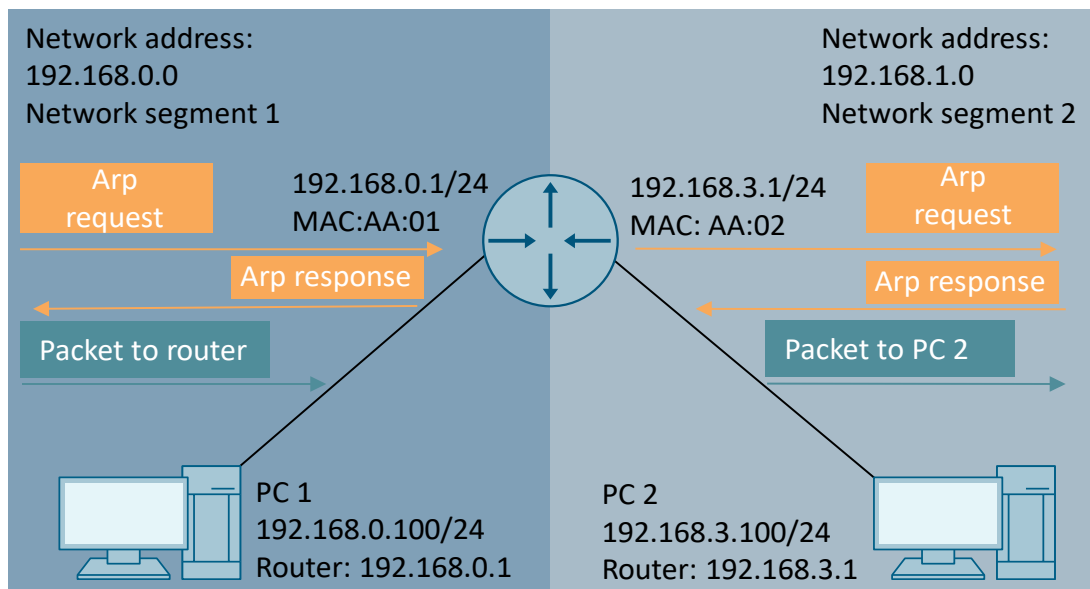 Network address:
192.168.0.0
Network segment 1
Network address:
192.168.1.0
Network segment 2
Arp
request
192.168.0.1/24
MAC:AA:01
192.168.3.1/24
MAC: AA:02
Arp
request
Arp response
Arp response
Packet to router
Packet to PC 2
PC 1
192.168.0.100/24
Router: 192.168.0.1
PC 2
192.168.3.100/24
Router: 192.168.3.1